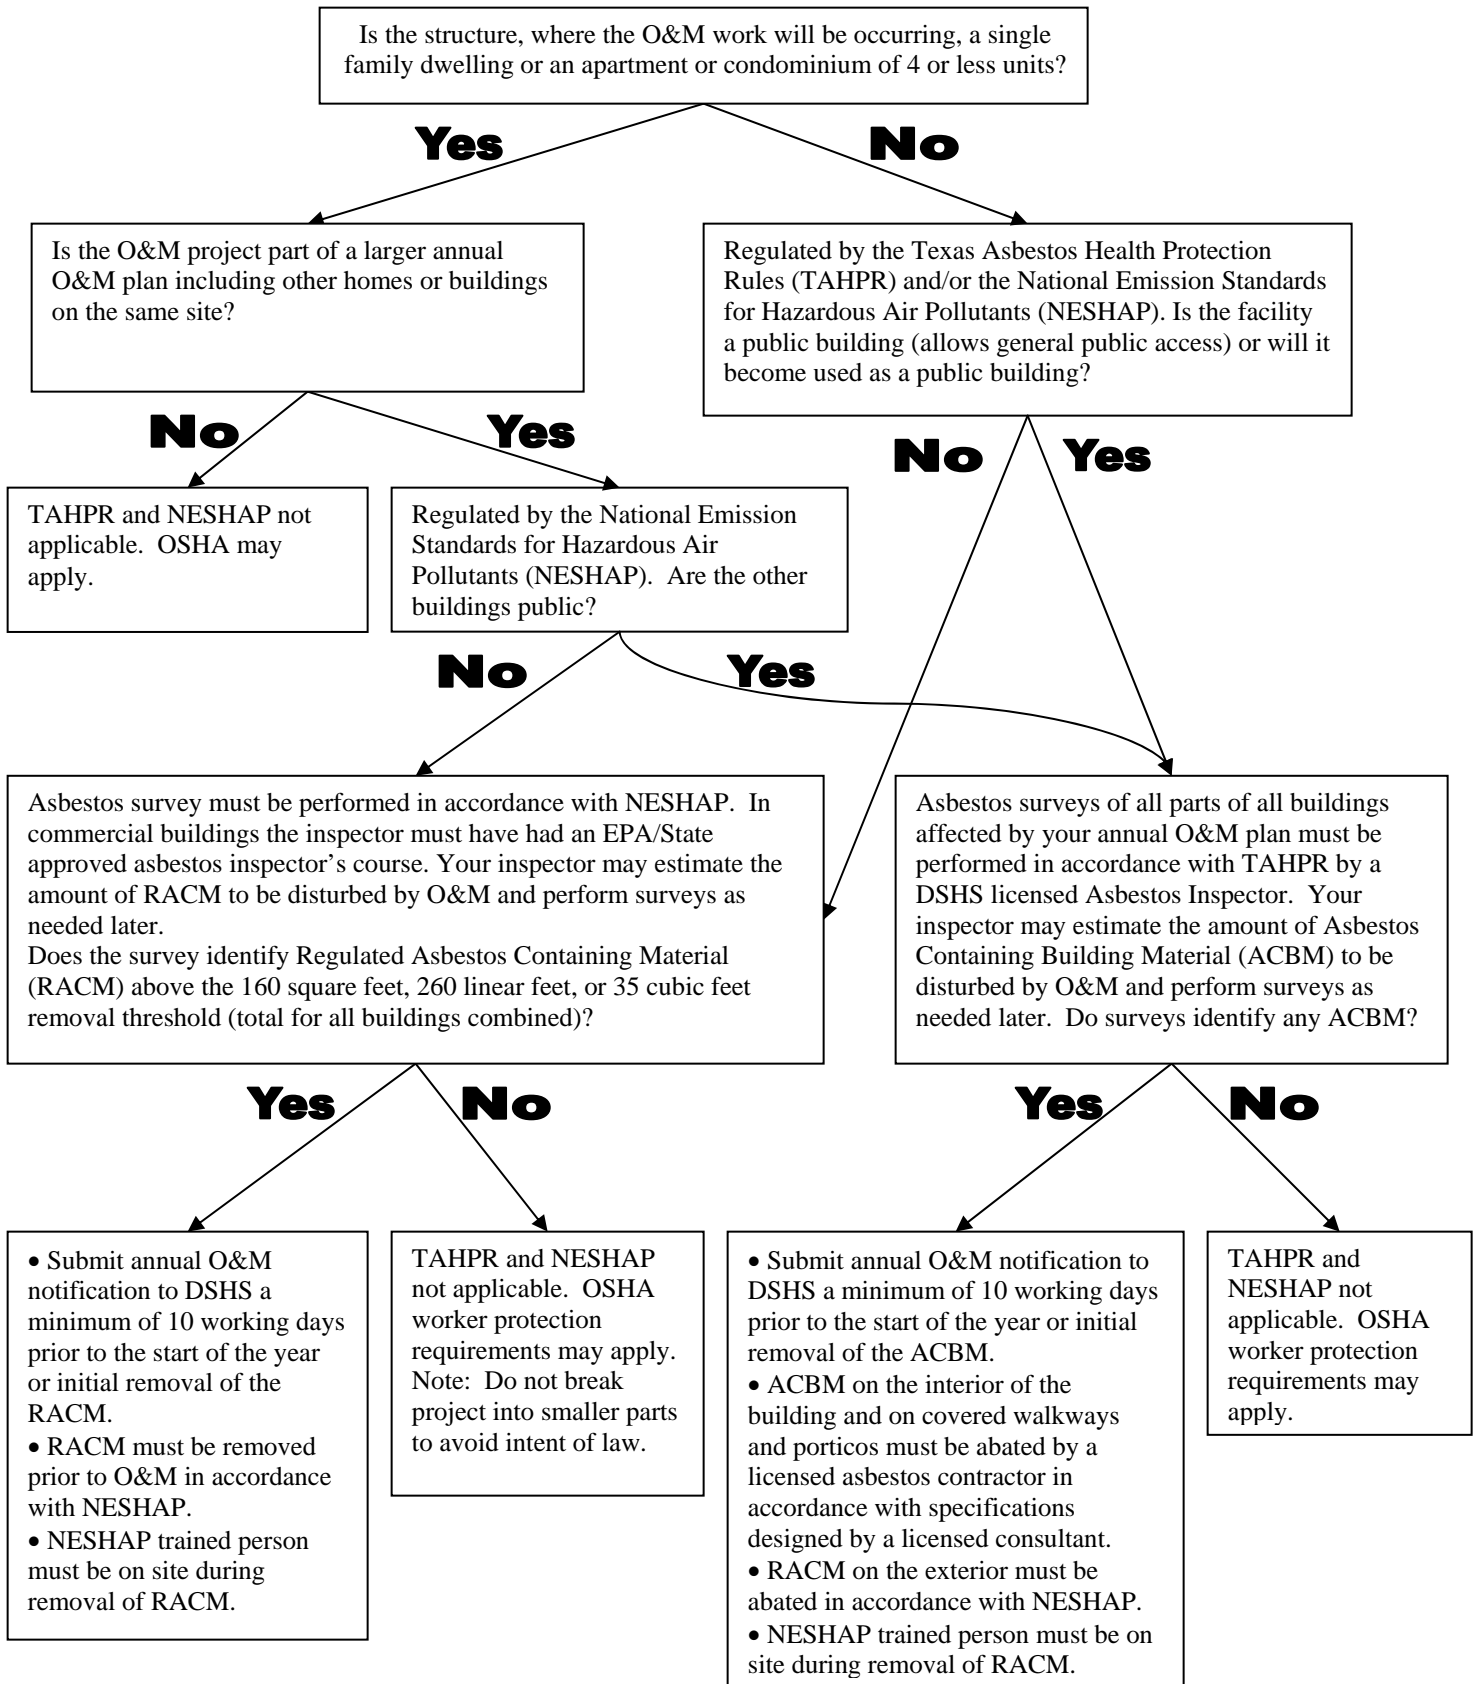 Is the structure, where the O&M work will be occurring, a single
family dwelling or an apartment or condominium of 4 or less units?
Yes
No
Is the O&M project part of a larger annual
O&M plan including other homes or buildings
on the same site?
Regulated by the Texas Asbestos Health Protection
Rules (TAHPR) and/or the National Emission Standards
for Hazardous Air Pollutants (NESHAP). Is the facility
a public building (allows general public access) or will it
become used as a public building?
No
Yes
No
Yes
TAHPR and NESHAP not
applicable.  OSHA may
apply.
Regulated by the National Emission
Standards for Hazardous Air
Pollutants (NESHAP).  Are the other
buildings public?
No
Yes
Asbestos survey must be performed in accordance with NESHAP.  In
commercial buildings the inspector must have had an EPA/State
approved asbestos inspector's course. Your inspector may estimate the
amount of RACM to be disturbed by O&M and perform surveys as
needed later.
Does the survey identify Regulated Asbestos Containing Material
(RACM) above the 160 square feet, 260 linear feet, or 35 cubic feet
removal threshold (total for all buildings combined)?
Asbestos surveys of all parts of all buildings
affected by your annual O&M plan must be
performed in accordance with TAHPR by a
DSHS licensed Asbestos Inspector.  Your
inspector may estimate the amount of Asbestos
Containing Building Material (ACBM) to be
disturbed by O&M and perform surveys as
needed later.  Do surveys identify any ACBM?
Yes
No
Yes
No
• Submit annual O&M
notification to DSHS a
minimum of 10 working days
prior to the start of the year
or initial removal of the
RACM.
• RACM must be removed
prior to O&M in accordance
with NESHAP.
• NESHAP trained person
must be on site during
removal of RACM.
TAHPR and NESHAP
not applicable.  OSHA
worker protection
requirements may apply.
Note:  Do not break
project into smaller parts
to avoid intent of law.
• Submit annual O&M notification to
DSHS a minimum of 10 working days
prior to the start of the year or initial
removal of the ACBM.
• ACBM on the interior of the
building and on covered walkways
and porticos must be abated by a
licensed asbestos contractor in
accordance with specifications
designed by a licensed consultant.
• RACM on the exterior must be
abated in accordance with NESHAP.
• NESHAP trained person must be on
site during removal of RACM.
TAHPR and
NESHAP not
applicable.  OSHA
worker protection
requirements may
apply.